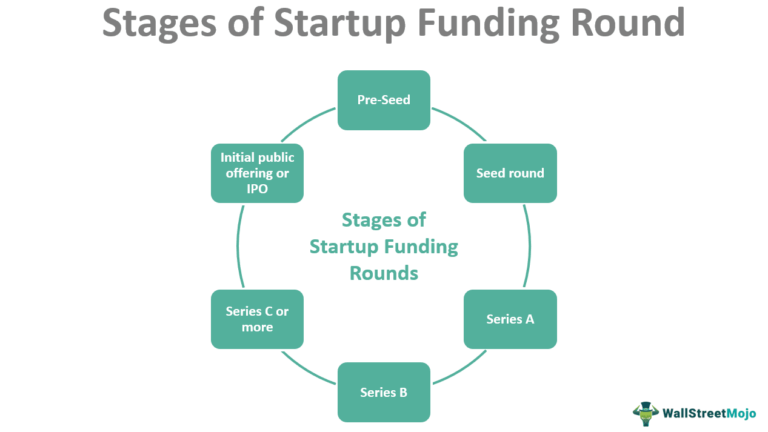 Stages of Startup Funding Round
Pre-Seed
Seed round
Series A
Series B
Series C or
more
Initial public
offering or
IPO
Stages of
Startup Funding
Rounds
WallStreetMojo